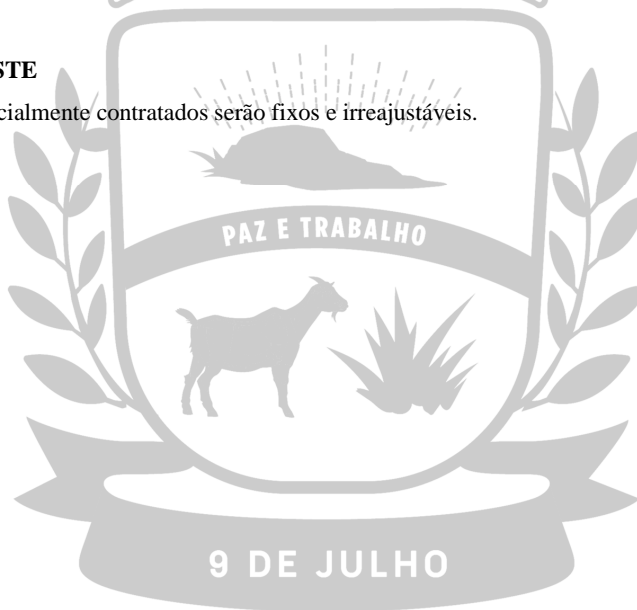 STE
cialmente contratados serão fixos e irreajustáveis.
PAZ E TRABALHO
9 DE JULHO